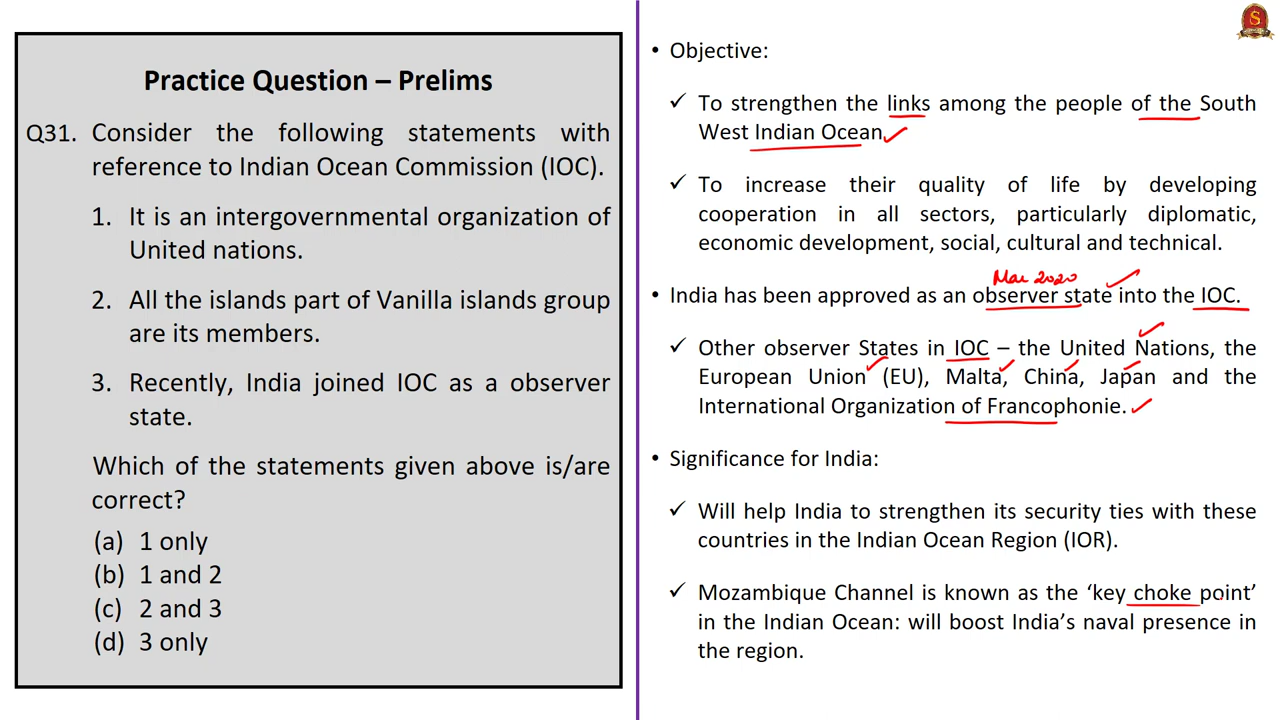 Practice Question – Prelims
Q31. Consider the following statements with
reference to Indian Ocean Commission (IOC).
1. It is an intergovernmental organization of
United nations.
2. All the islands part of Vanilla islands group
are its members.
3. Recently, India joined IOC as a observer
state.
Which of the statements given above is/are
correct?
(a) 1 only
(b) 1 and 2
(c) 2 and 3
(d) 3 only
S
• Objective:
✓ To strengthen the links among the people of the South
West Indian Ocean
✓ To increase their quality of life by developing
cooperation in all sectors, particularly diplomatic,
economic development, social, cultural and technical.
Mar 2020
• India has been approved as an observer state into the IOC.
✓ Other observer States in IOC – the United Nations, the
European Union (EU), Malta, China, Japan and the
International Organization of Francophonie.
• Significance for India:
✓ Will help India to strengthen its security ties with these
countries in the Indian Ocean Region (IOR).
✓ Mozambique Channel is known as the ‘key choke point’
in the Indian Ocean: will boost India’s naval presence in
the region.